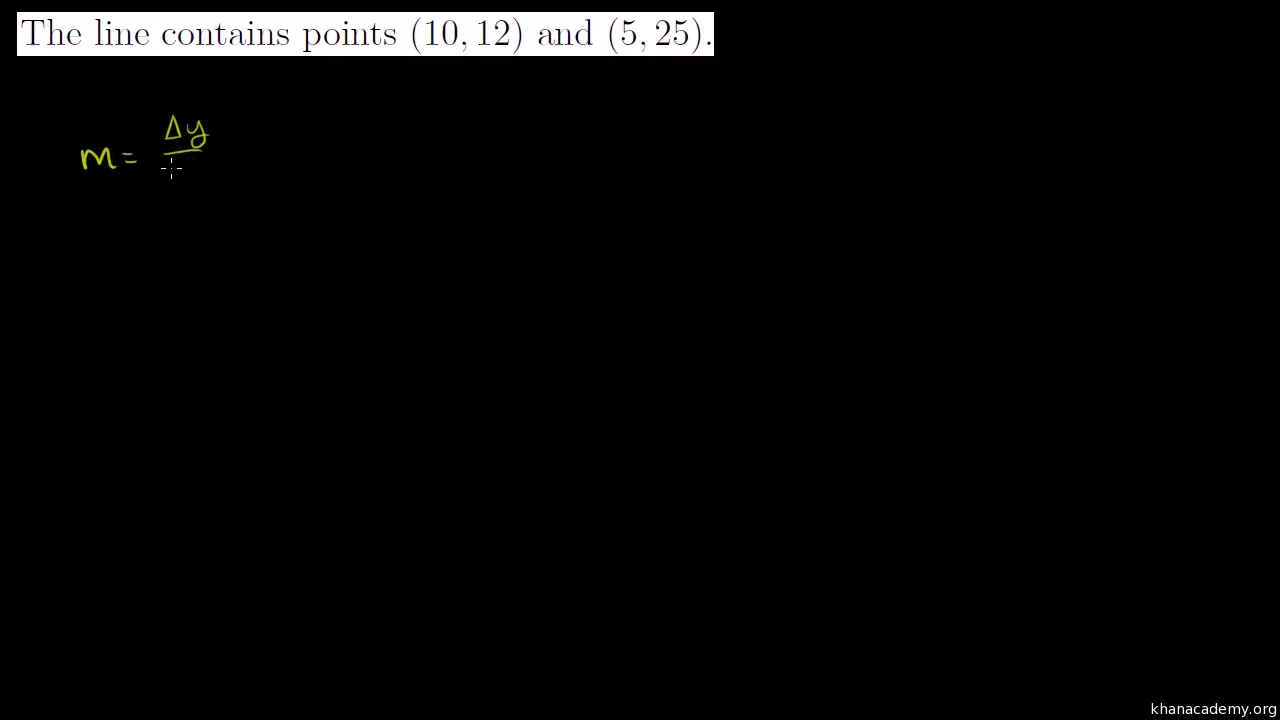 The line contains points (10, 12) and (5, 25).
m = Δy
khanacademy.org